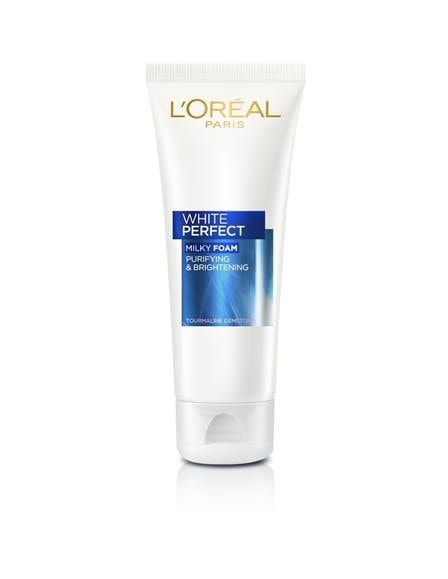 L'ORÉAL
PARIS
WHITE
PERFECT
MILKY FOAM
PURIFYING
& BRIGHTENING
TOURMALINE GEMSTONE